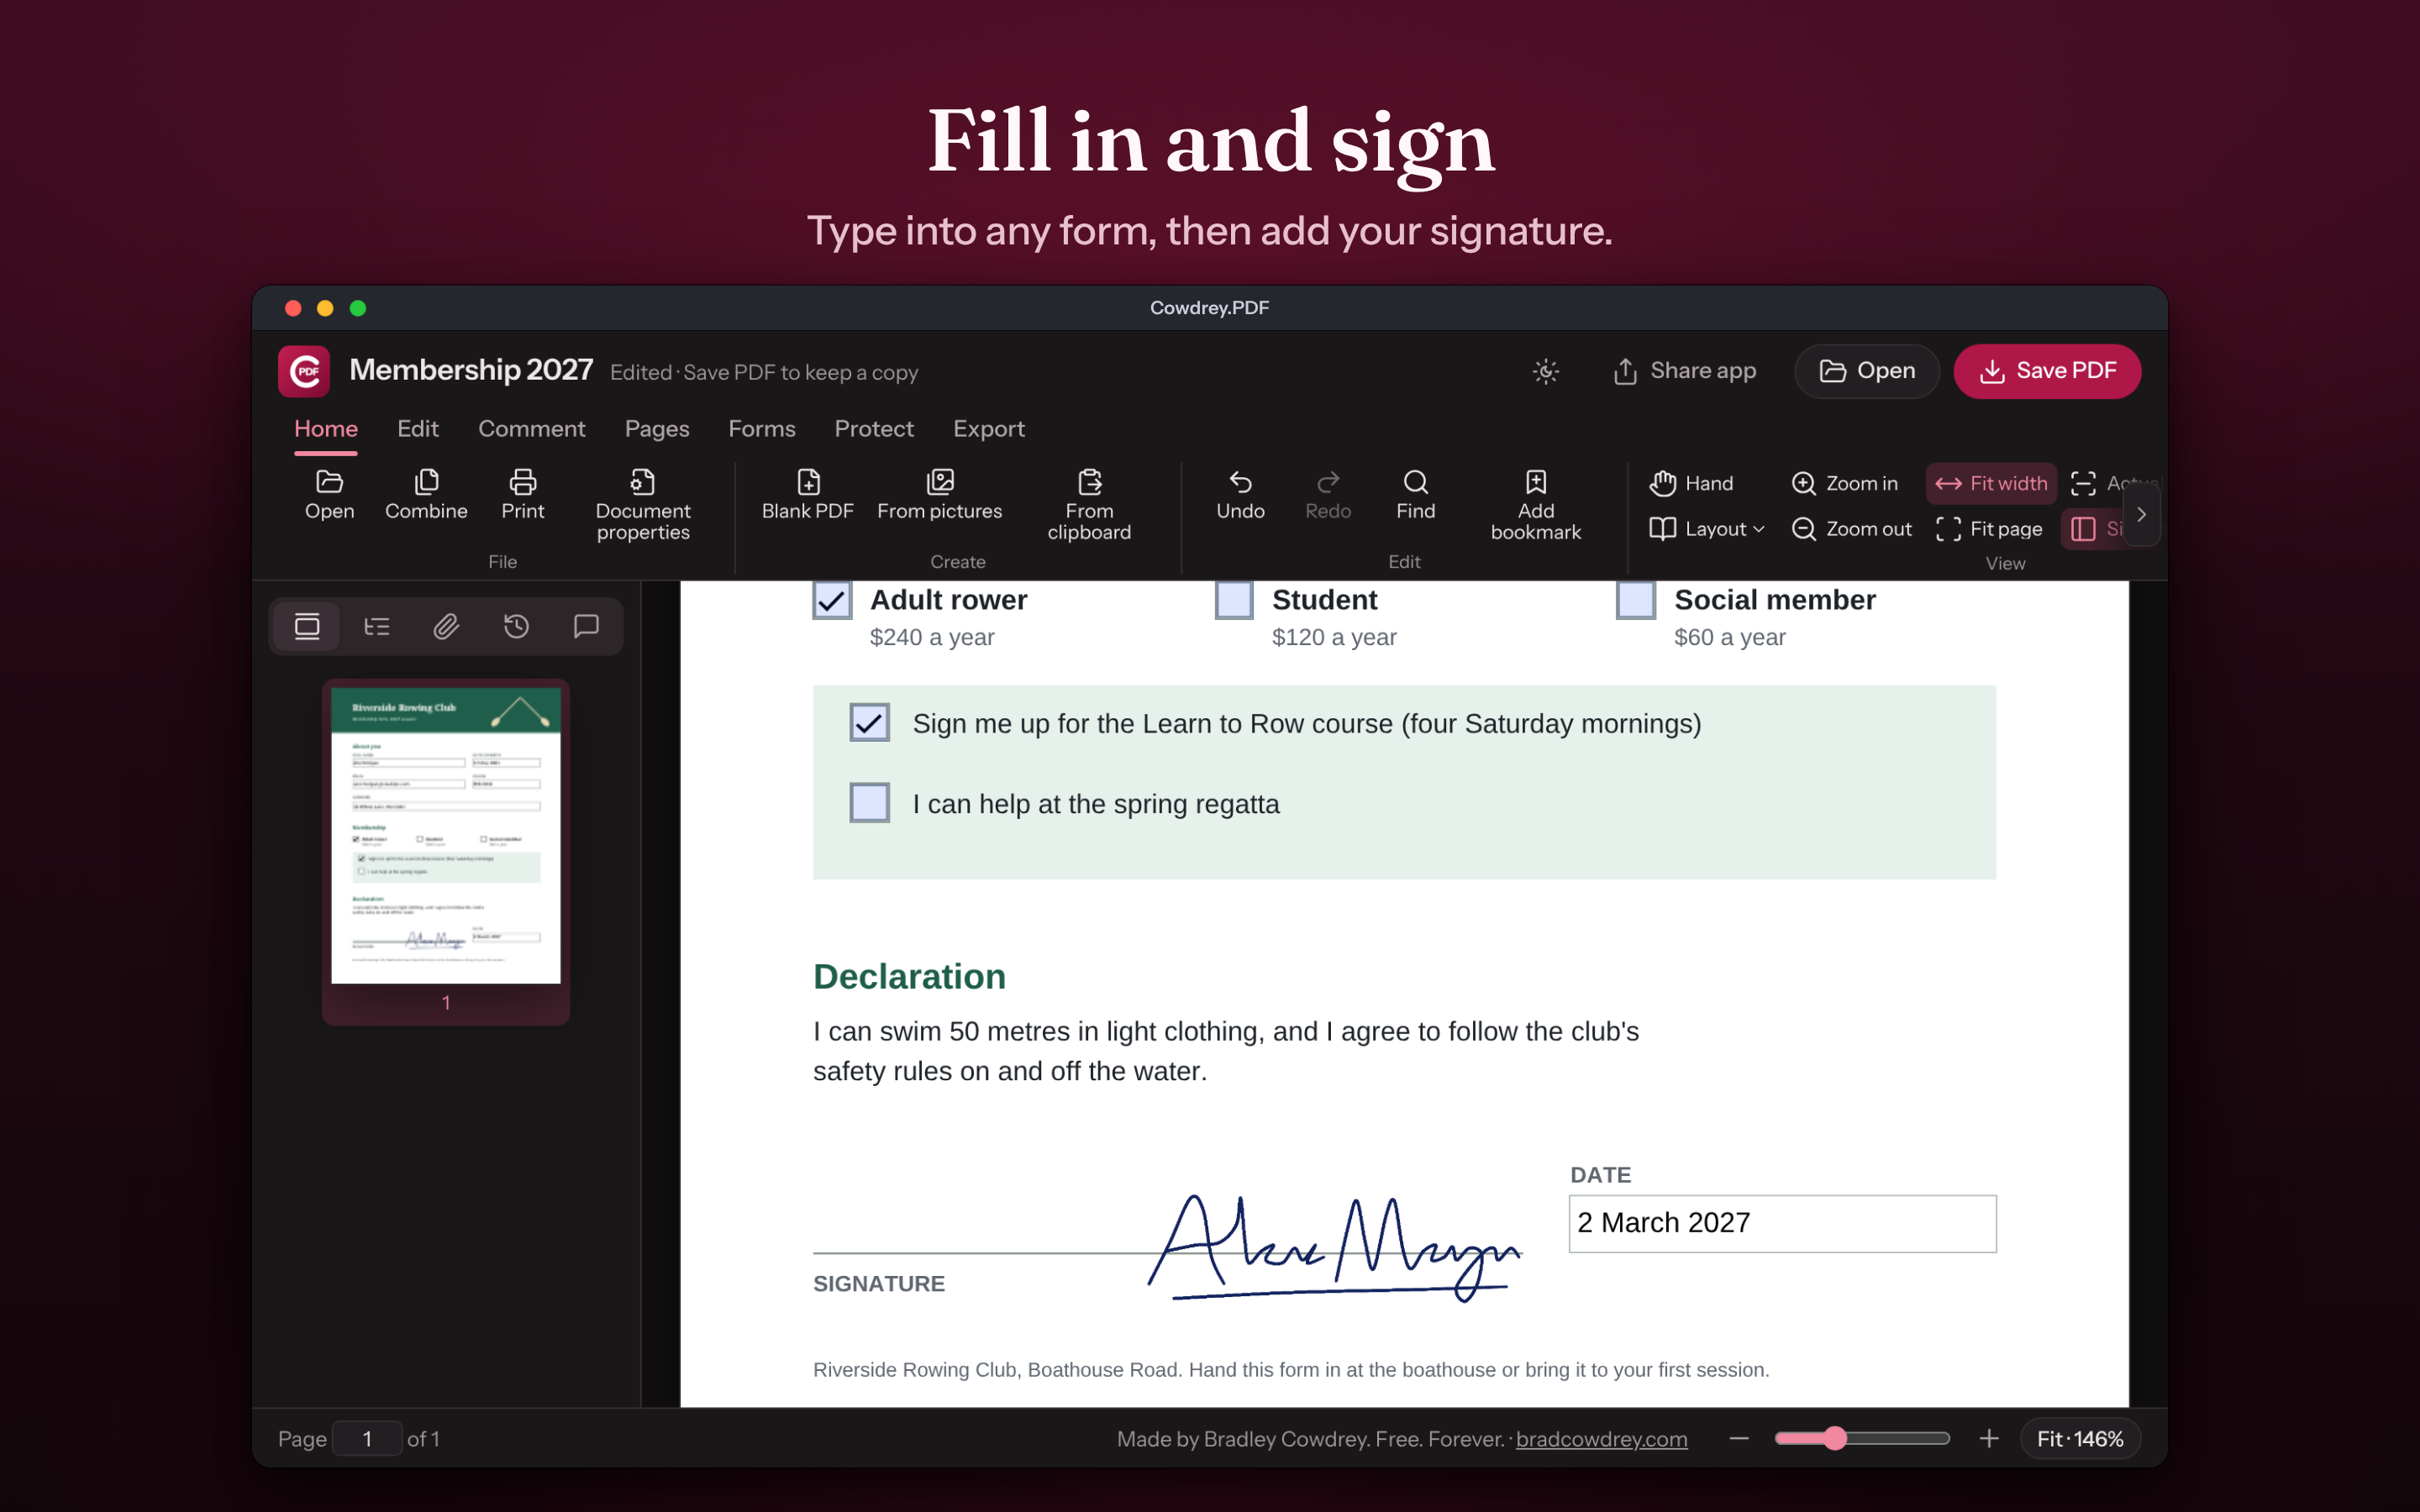 Fill in and sign
Type into any form, then add your signature.
Cowdrey.PDF
PDF
Membership 2027 Edited · Save PDF to keep a copy
Share app
Open
Save PDF
Home Edit Comment Pages Forms Protect Export
Open
Combine
Print
Document
properties
File
Blank PDF
From pictures
From
clipboard
Create
Undo
Redo
Find
Add
bookmark
Edit
Hand
Zoom in
Fit width
Layout
Zoom out
Fit page
View
Riverside Rowing Club
About you
Membership
Declaration
1
Adult rower
$240 a year
Student
$120 a year
Social member
$60 a year
Sign me up for the Learn to Row course (four Saturday mornings)
I can help at the spring regatta
Declaration
I can swim 50 metres in light clothing, and I agree to follow the club's
safety rules on and off the water.
SIGNATURE
DATE
2 March 2027
Riverside Rowing Club, Boathouse Road. Hand this form in at the boathouse or bring it to your first session.
Page 1 of 1
Made by Bradley Cowdrey. Free. Forever. · bradcowdrey.com
Fit · 146%